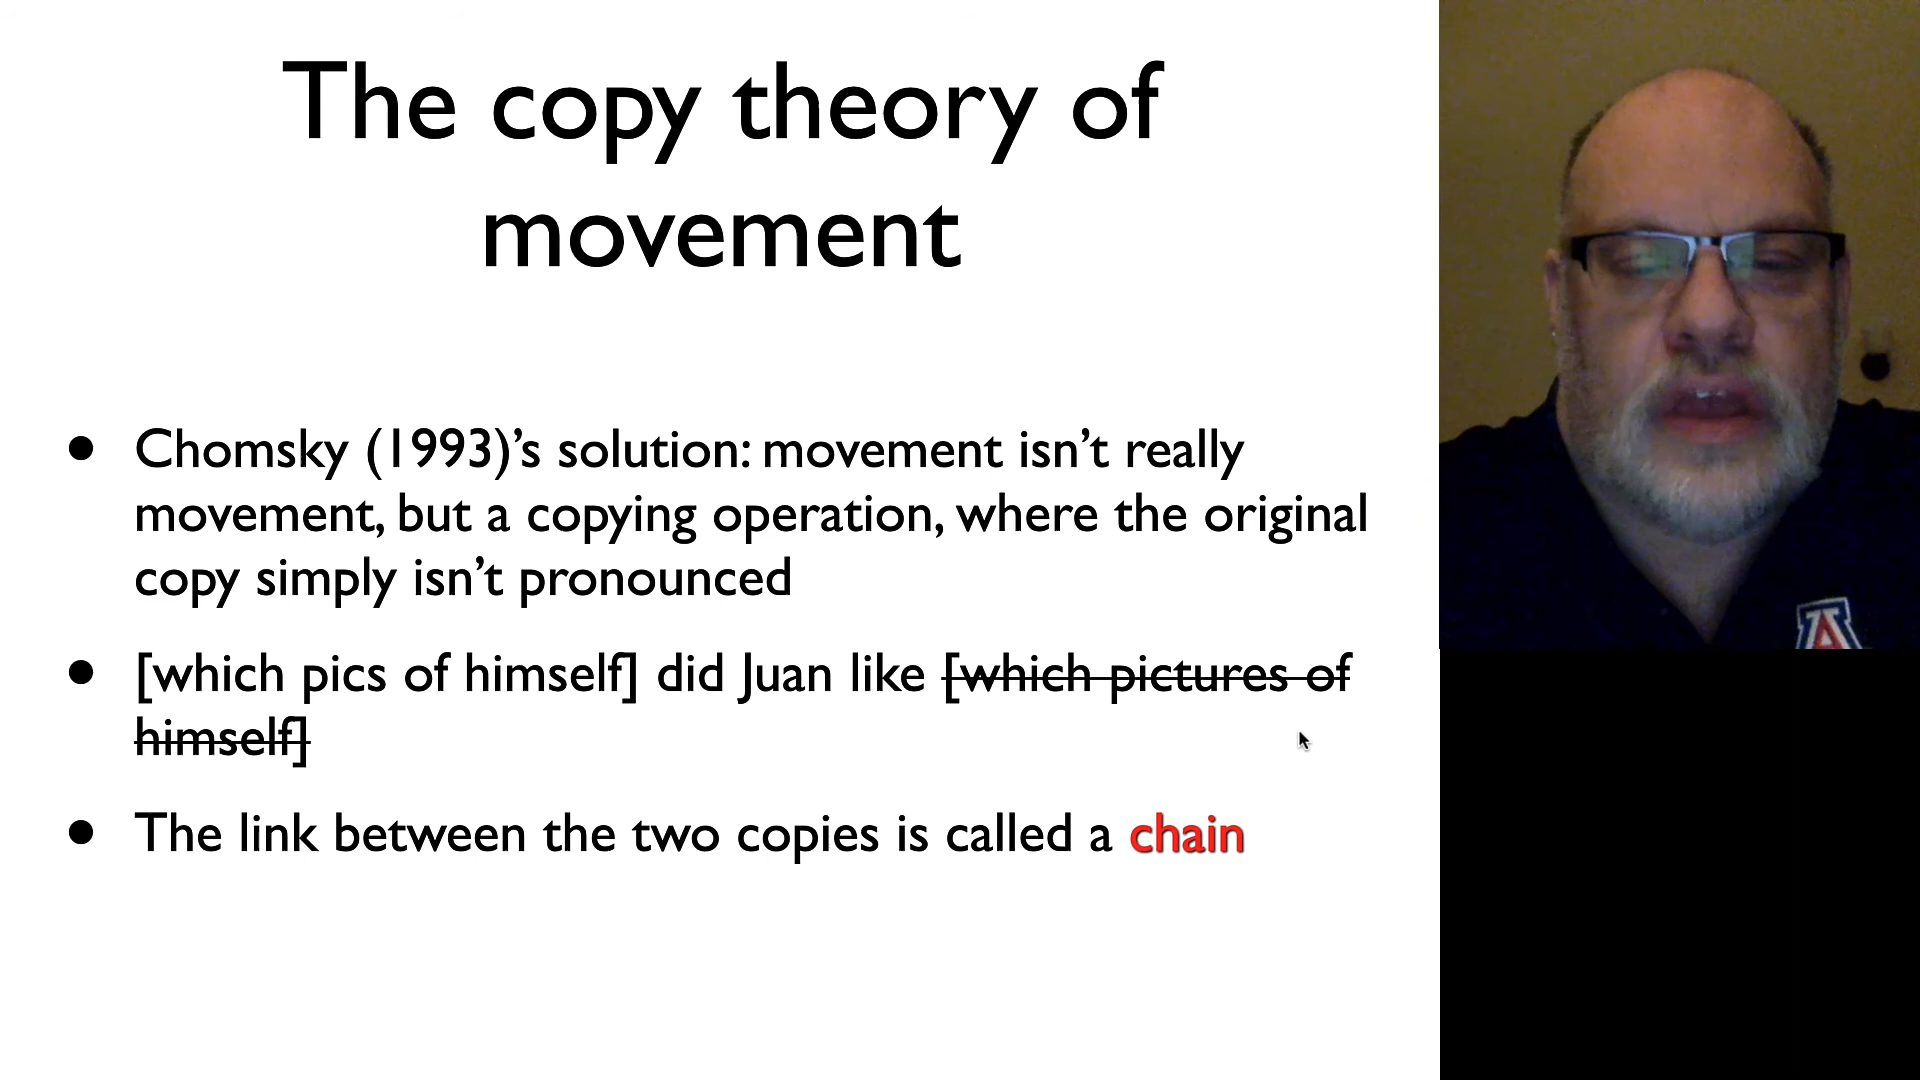 The copy theory of
movement
• Chomsky (1993)’s solution: movement isn’t really
movement, but a copying operation, where the original
copy simply isn’t pronounced
• [which pics of himself] did Juan like [which pictures of
himself]
• The link between the two copies is called a chain
A